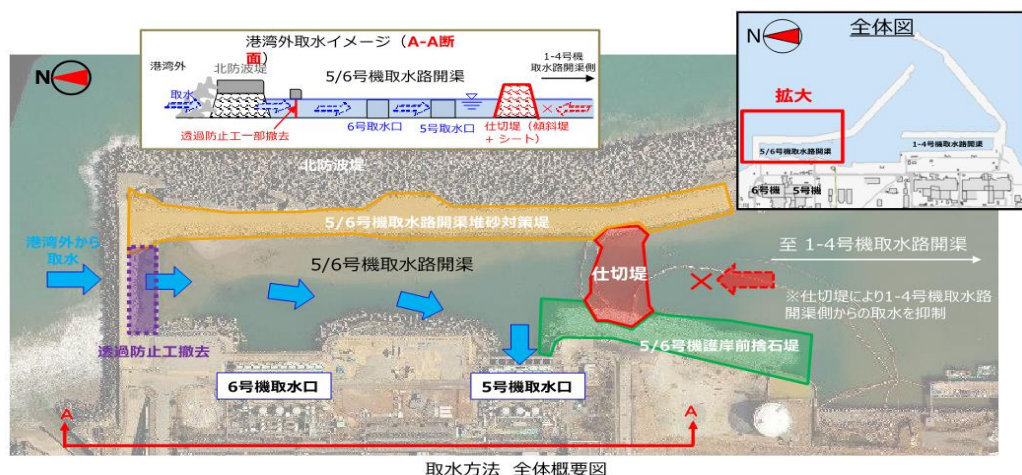 港湾外取水イメージ（A-A断
面）
港湾外
北防波堤
5/6号機取水路開渠
1-4号機
取水路開渠側
取水
透過防止工一部撤去
6号取水口
5号取水口
仕切堤（傾斜堤
+ シート）
N
N
全体図
拡大
5/6号機取水路開渠
1-4号機取水路開渠
6号機
5号機
北防波堤
5/6号機取水路開渠堆砂対策堤
港湾外から
取水
5/6号機取水路開渠
仕切堤
至 1-4号機取水路開渠
※仕切堤により1-4号機取水路
開渠側からの取水を抑制
透過防止工撤去
5/6号機護岸前捨石堤
6号機取水口
5号機取水口
A
A
取水方法 全体概要図